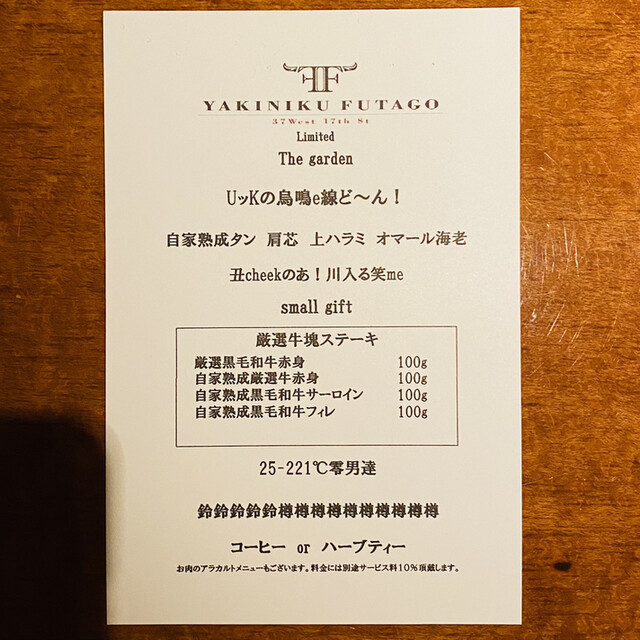 YAKINIKU FUTAGO
37West 17th St
Limited
The garden
UッKの鳥鳴e線ど〜ん！
自家熟成タン 肩芯 上ハラミ オマール海老
丑cheekのあ！川入る笑me
small gift
厳選牛塊ステーキ
厳選黒毛和牛赤身 100g
自家熟成厳選牛赤身 100g
自家熟成黒毛和牛サーロイン 100g
自家熟成黒毛和牛フィレ 100g
25-221℃零男達
鈴鈴鈴鈴鈴樽樽樽樽樽樽樽樽樽樽
コーヒー or ハーブティー
お肉のアラカルトメニューもございます。料金には別途サービス料10％頂戴します。